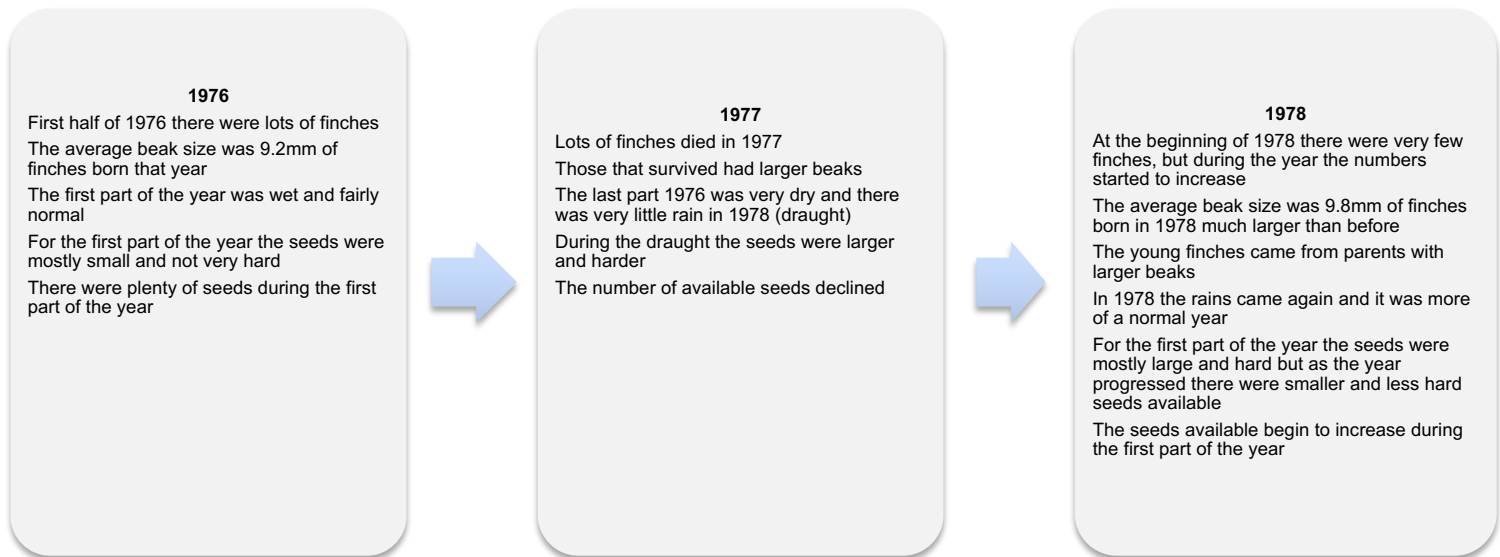 1976
First half of 1976 there were lots of finches
The average beak size was 9.2mm of
finches born that year
The first part of the year was wet and fairly
normal
For the first part of the year the seeds were
mostly small and not very hard
There were plenty of seeds during the first
part of the year
1977
Lots of finches died in 1977
Those that survived had larger beaks
The last part 1976 was very dry and there
was very little rain in 1978 (draught)
During the draught the seeds were larger
and harder
The number of available seeds declined
1978
At the beginning of 1978 there were very few
finches, but during the year the numbers
started to increase
The average beak size was 9.8mm of finches
born in 1978 much larger than before
The young finches came from parents with
larger beaks
In 1978 the rains came again and it was more
of a normal year
For the first part of the year the seeds were
mostly large and hard but as the year
progressed there were smaller and less hard
seeds available
The seeds available begin to increase during
the first part of the year